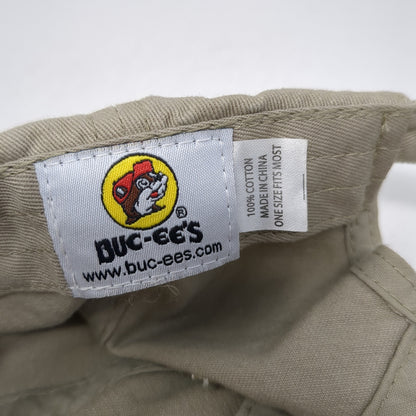 BUC-EE'S
®
www.buc-ees.com
100% COTTON
MADE IN CHINA
ONE SIZE FITS MOST